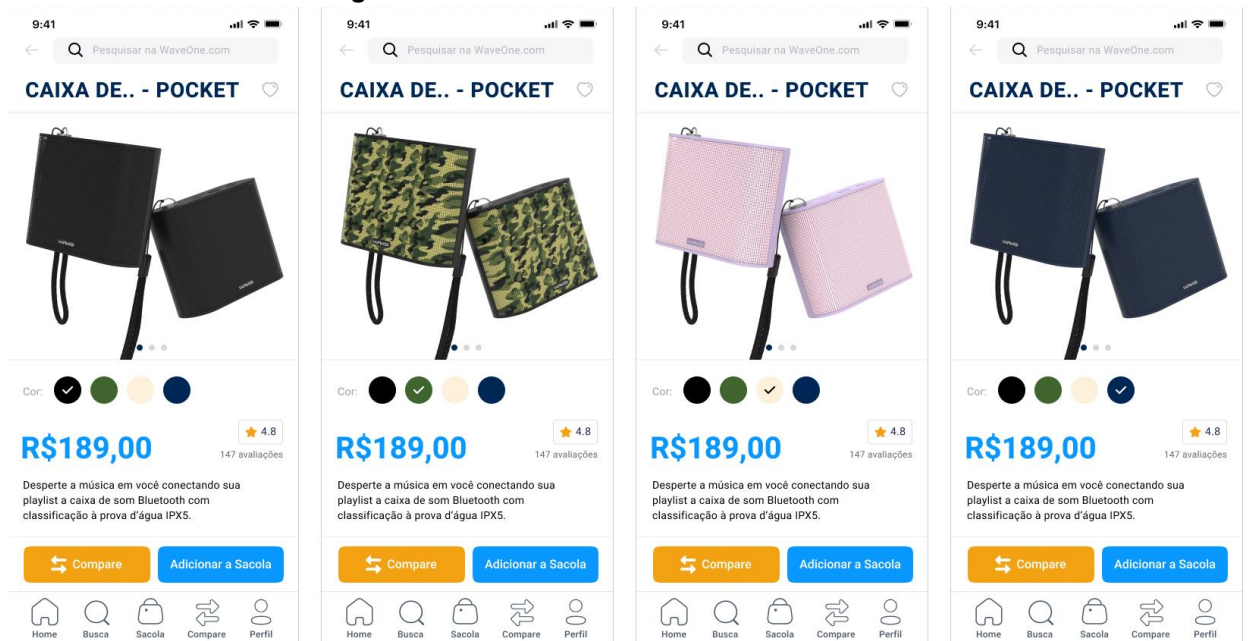 9:41
Pesquisar na WaveOne.com
CAIXA DE.. - POCKET
Cor:
4.8
R$189,00
147 avaliações
Desperte a música em você conectando sua
playlist a caixa de som Bluetooth com
classificação à prova d'água IPX5.
Compare
Adicionar a Sacola
Home Busca Sacola Compare Perfil
9:41
Pesquisar na WaveOne.com
CAIXA DE.. - POCKET
Cor:
4.8
R$189,00
147 avaliações
Desperte a música em você conectando sua
playlist a caixa de som Bluetooth com
classificação à prova d'água IPX5.
Compare
Adicionar a Sacola
Home Busca Sacola Compare Perfil
9:41
Pesquisar na WaveOne.com
CAIXA DE.. - POCKET
Cor:
4.8
R$189,00
147 avaliações
Desperte a música em você conectando sua
playlist a caixa de som Bluetooth com
classificação à prova d'água IPX5.
Compare
Adicionar a Sacola
Home Busca Sacola Compare Perfil
9:41
Pesquisar na WaveOne.com
CAIXA DE.. - POCKET
Cor:
4.8
R$189,00
147 avaliações
Desperte a música em você conectando sua
playlist a caixa de som Bluetooth com
classificação à prova d'água IPX5.
Compare
Adicionar a Sacola
Home Busca Sacola Compare Perfil